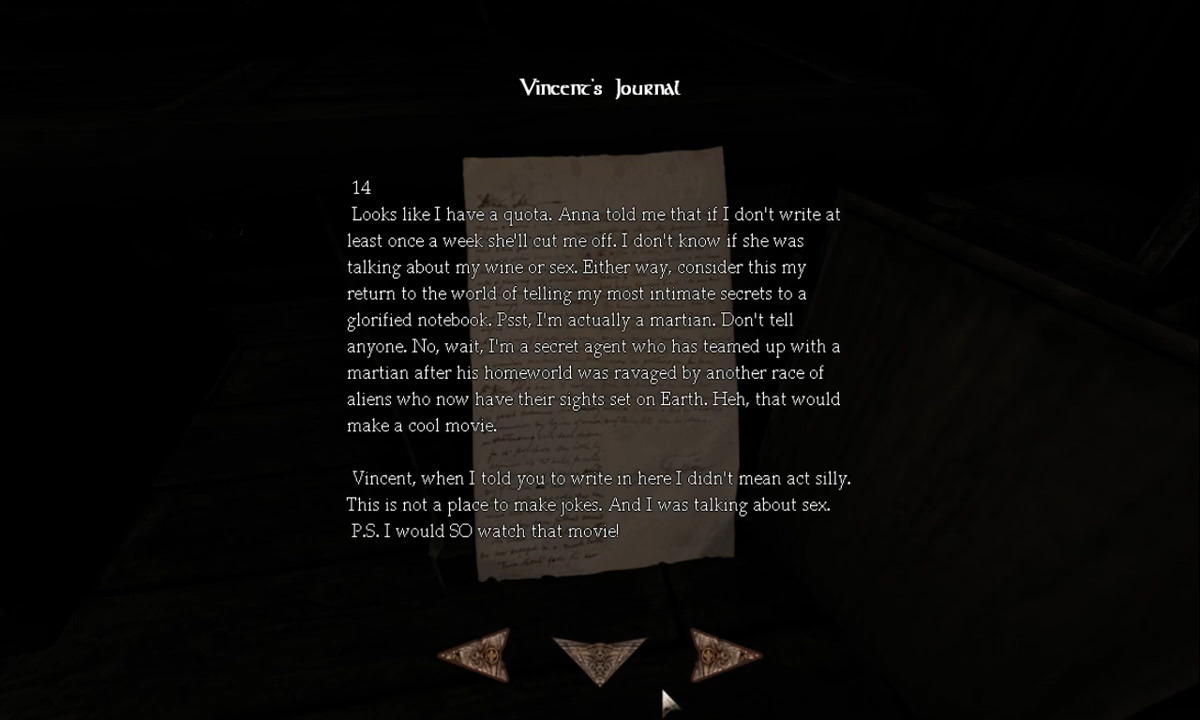 Vincent's Journal
14
Looks like I have a quota. Anna told me that if I don't write at
least once a week she'll cut me off. I don't know if she was
talking about my wine or sex. Either way, consider this my
return to the world of telling my most intimate secrets to a
glorified notebook. Psst, I'm actually a martian. Don't tell
anyone. No, wait, I'm a secret agent who has teamed up with a
martian after his homeworld was ravaged by another race of
aliens who now have their sights set on Earth. Heh, that would
make a cool movie.
Vincent, when I told you to write in here I didn't mean act silly.
This is not a place to make jokes. And I was talking about sex.
P.S. I would SO watch that movie!